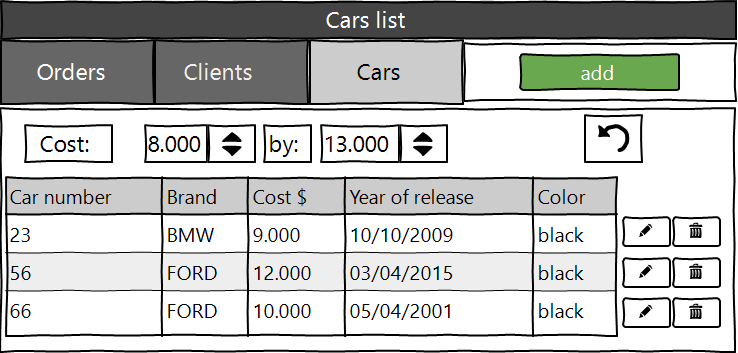 Cars list
Orders Clients Cars add
Cost: 8.000 by: 13.000
Car number Brand Cost $ Year of release Color
23 BMW 9.000 10/10/2009 black
56 FORD 12.000 03/04/2015 black
66 FORD 10.000 05/04/2001 black